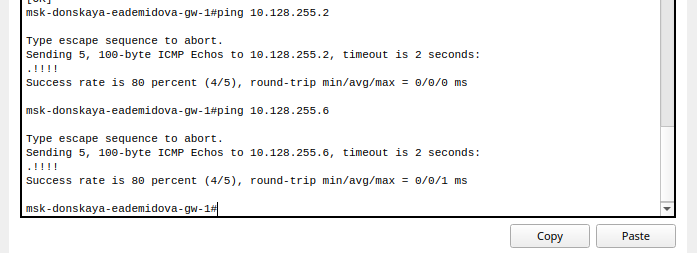 [OK]
msk-donskaya-eademidova-gw-1#ping 10.128.255.2
Type escape sequence to abort.
Sending 5, 100-byte ICMP Echos to 10.128.255.2, timeout is 2 seconds:
.!!!!
Success rate is 80 percent (4/5), round-trip min/avg/max = 0/0/0 ms
msk-donskaya-eademidova-gw-1#ping 10.128.255.6
Type escape sequence to abort.
Sending 5, 100-byte ICMP Echos to 10.128.255.6, timeout is 2 seconds:
.!!!!
Success rate is 80 percent (4/5), round-trip min/avg/max = 0/0/1 ms
msk-donskaya-eademidova-gw-1#
Copy
Paste